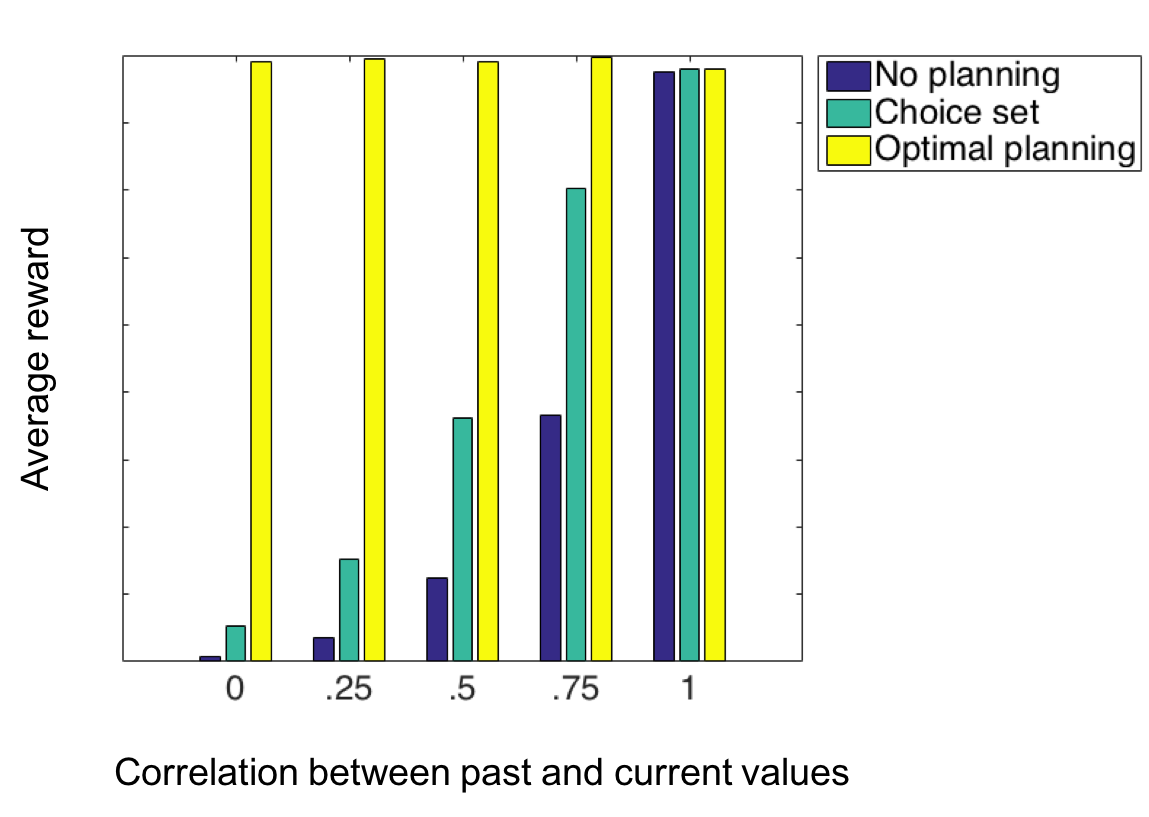 No planning
Choice set
Optimal planning
Average reward
0 .25 .5 .75 1
Correlation between past and current values